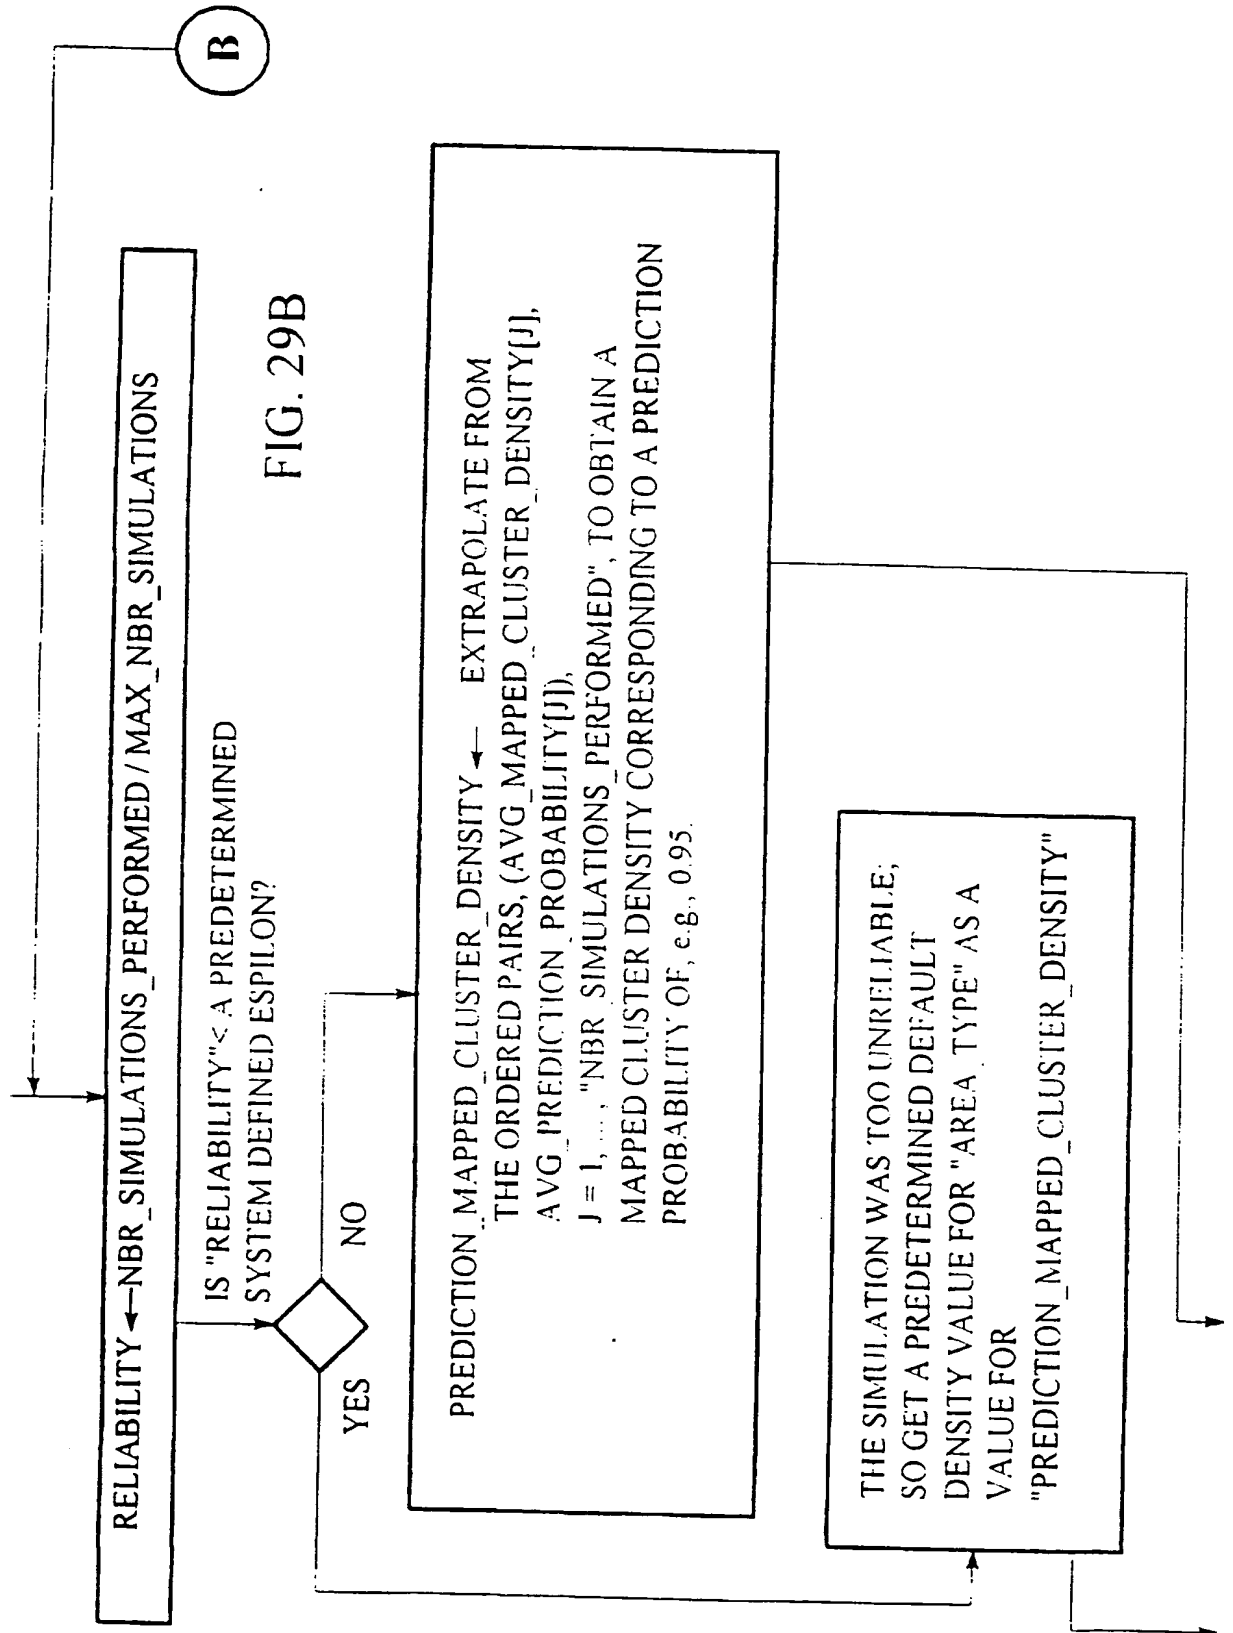 B
RELIABILITY ← NBR_SIMULATIONS_PERFORMED / MAX_NBR_SIMULATIONS
FIG. 29B
IS "RELIABILITY"< A PREDETERMINED
SYSTEM DEFINED ESPILON?
YES
NO
PREDICTION_MAPPED_CLUSTER_DENSITY ← EXTRAPOLATE FROM
THE ORDERED PAIRS, (AVG_MAPPED_CLUSTER_DENSITY[J],
AVG_PREDICTION_PROBABILITY[J]),
J = 1, ..., "NBR_SIMULATIONS_PERFORMED", TO OBTAIN A
MAPPED CLUSTER DENSITY CORRESPONDING TO A PREDICTION
PROBABILITY OF, e.g., 0.95.
THE SIMULATION WAS TOO UNRELIABLE;
SO GET A PREDETERMINED DEFAULT
DENSITY VALUE FOR "AREA_TYPE" AS A
VALUE FOR
"PREDICTION_MAPPED_CLUSTER_DENSITY"